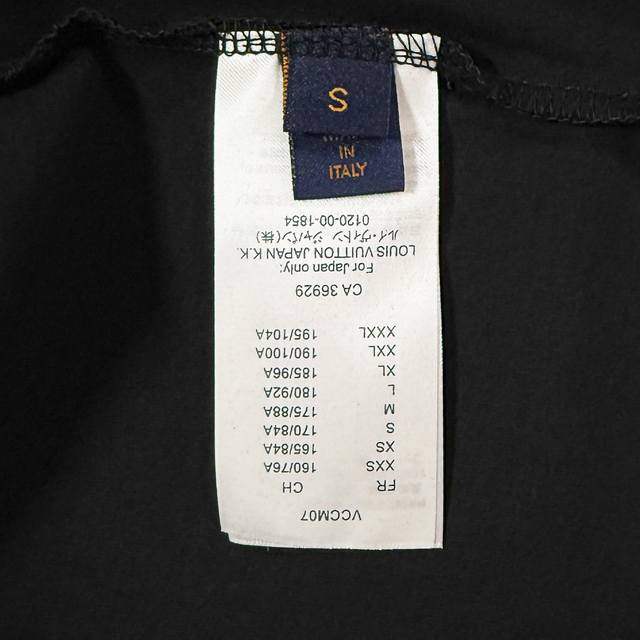 S
MADE
IN
ITALY
VCCM07
FR CH
XXS 160/76A
XS 165/84A
S 170/84A
M 175/88A
L 180/92A
XL 185/96A
XXL 190/100A
XXXL 195/104A
CA 36929
For Japan only:
LOUIS VUITTON JAPAN K.K.
ルイ・ヴィトン ジャパン(株)
0120-00-1854